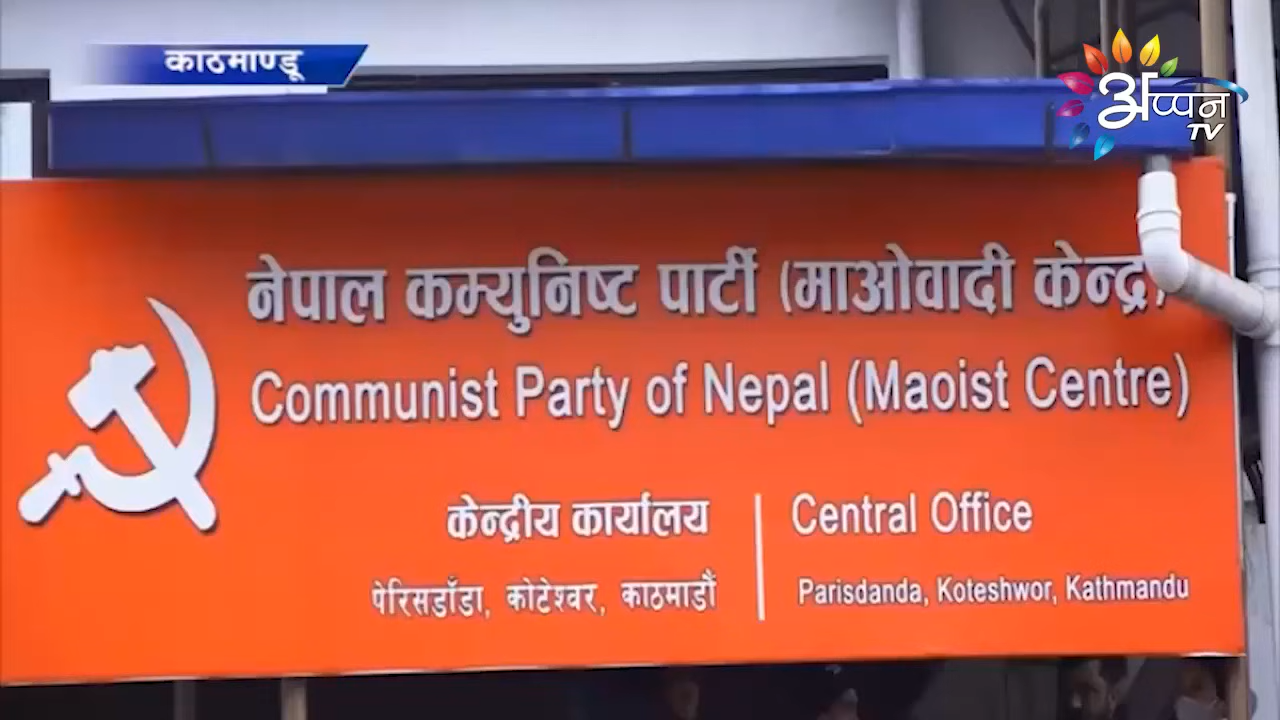 काठमाण्डू
अप्पन
TV
नेपाल कम्युनिष्ट पार्टी (माओवादी केन्द्र)
Communist Party of Nepal (Maoist Centre)
केन्द्रीय कार्यालय
पेरिसडाँडा, कोटेश्वर, काठमाडौं
Central Office
Parisdanda, Koteshwor, Kathmandu